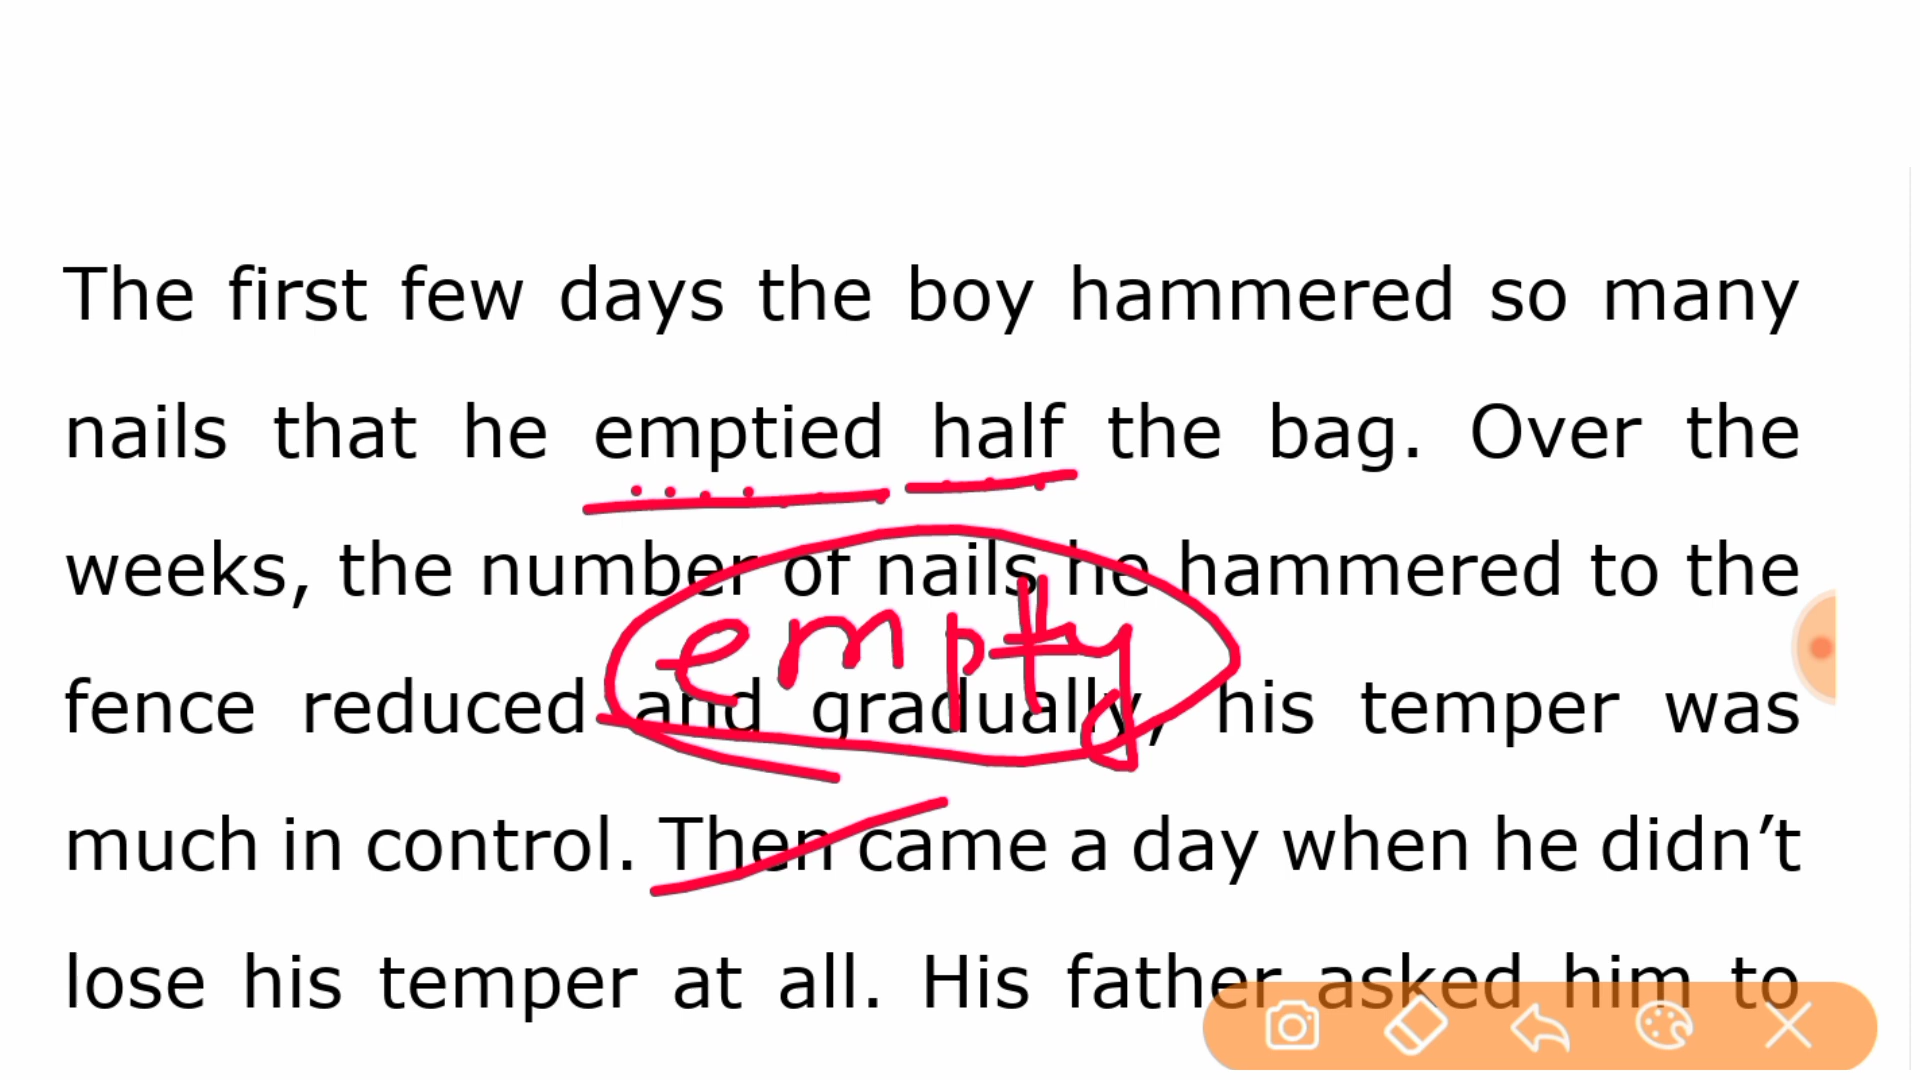 The first few days the boy hammered so many
nails that he emptied half the bag. Over the
weeks, the number of nails he hammered to the
empty
fence reduced and gradually, his temper was
much in control. Then came a day when he didn’t
lose his temper at all. His father asked him to